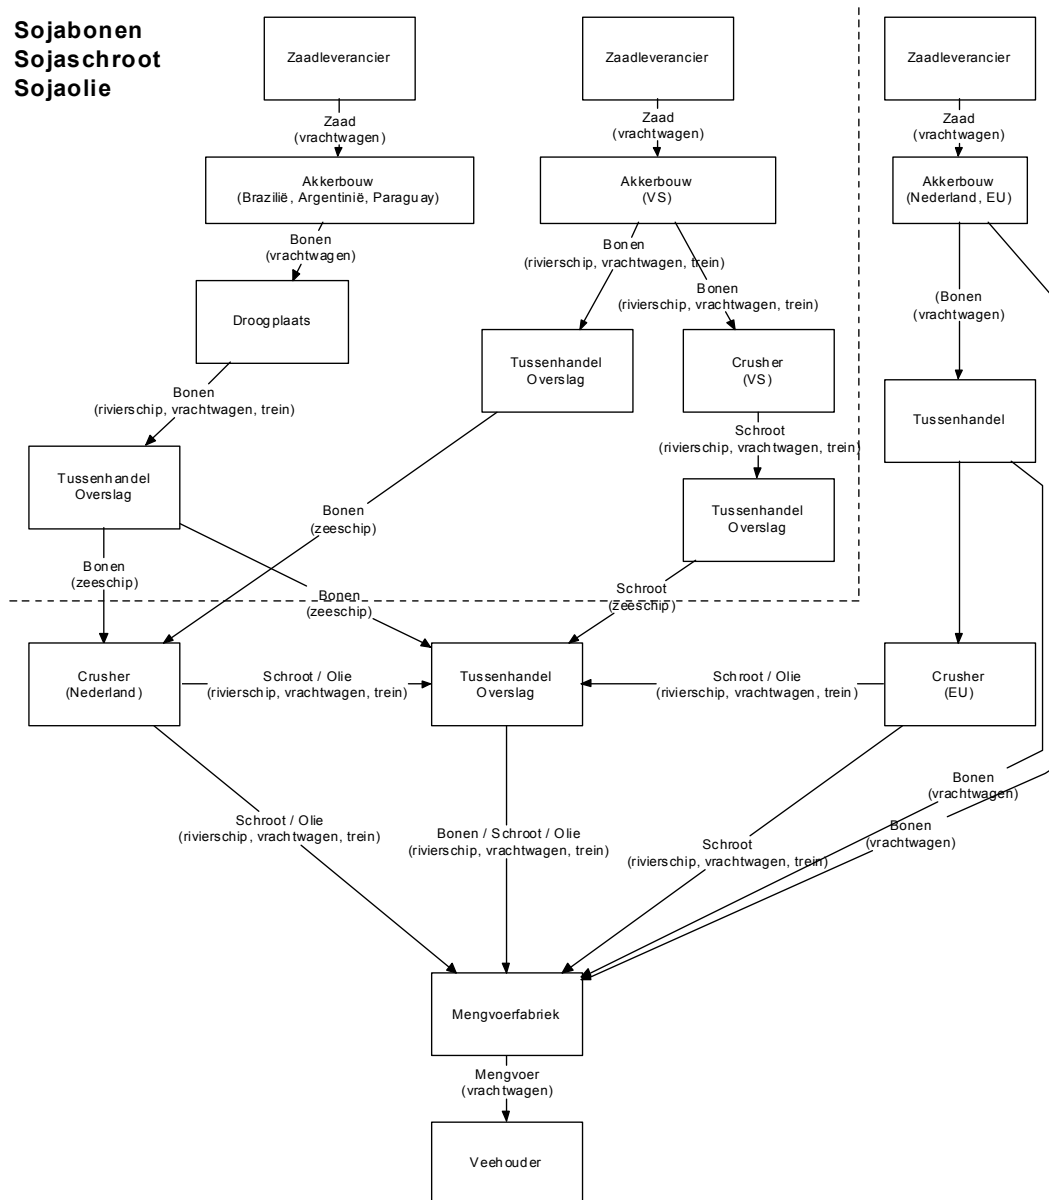 Sojabonen
Sojaschroot
Sojaolie
Zaadleverancier
Zaadleverancier
Zaadleverancier
Zaad
(vrachtwagen)
Zaad
(vrachtwagen)
Zaad
(vrachtwagen)
Akkerbouw
(Brazilië, Argentinië, Paraguay)
Akkerbouw
(VS)
Akkerbouw
(Nederland, EU)
Bonen
(vrachtwagen)
Bonen
(rivierschip, vrachtwagen, trein)
Bonen
(rivierschip, vrachtwagen, trein)
(Bonen
(vrachtwagen)
Droogplaats
Tussenhandel
Overslag
Crusher
(VS)
Bonen
(rivierschip, vrachtwagen, trein)
Tussenhandel
Schroot
(rivierschip, vrachtwagen, trein)
Tussenhandel
Overslag
Tussenhandel
Overslag
Bonen
(zeeschip)
Bonen
(zeeschip)
Bonen
(zeeschip)
Schroot
(zeeschip)
Crusher
(Nederland)
Schroot / Olie
(rivierschip, vrachtwagen, trein)
Tussenhandel
Overslag
Schroot / Olie
(rivierschip, vrachtwagen, trein)
Crusher
(EU)
Bonen
(vrachtwagen)
Schroot / Olie
(rivierschip, vrachtwagen, trein)
Bonen / Schroot / Olie
(rivierschip, vrachtwagen, trein)
Schroot
(rivierschip, vrachtwagen, trein)
Bonen
(vrachtwagen)
Mengvoerfabriek
Mengvoer
(vrachtwagen)
Veehouder